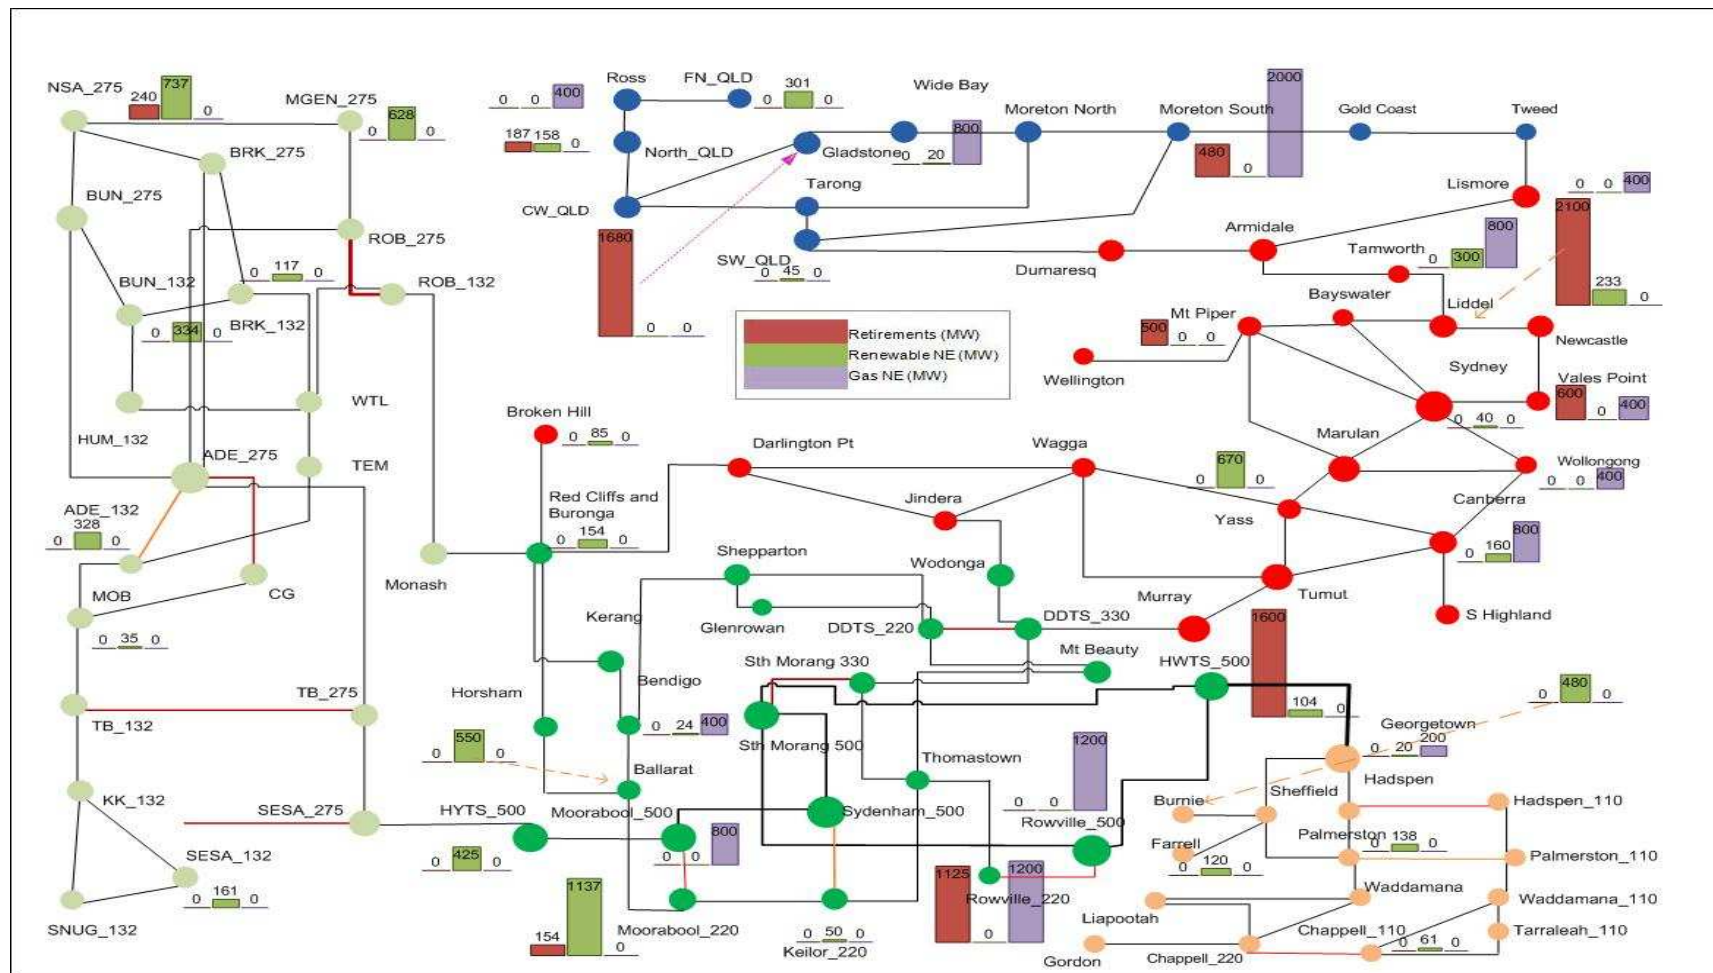 NSA_275
240
737
0
MGEN_275
0
628
0
BRK_275
BUN_275
ROB_275
BUN_132
0
117
0
ROB_132
BRK_132
0
334
0
WTL
HUM_132
ADE_275
TEM
ADE_132
328
0
0
MOB
CG
Monash
0
35
0
TB_275
TB_132
KK_132
SESA_275
SESA_132
0
161
0
SNUG_132
Ross
0
0
400
FN_QLD
0
301
0
Wide Bay
Moreton North
Moreton South
2000
Gold Coast
Tweed
187
158
0
North_QLD
Gladstone
0
20
800
480
0
Tarong
CW_QLD
1680
0
0
SW_QLD
0
45
0
Lismore
0
0
400
2100
233
0
Armidale
Dumaresq
Tamworth
0
300
800
Bayswater
Liddel
Mt Piper
500
0
0
Newcastle
Wellington
Sydney
Vales Point
600
0
400
0
40
0
Retirements (MW)
Renewable NE (MW)
Gas NE (MW)
Broken Hill
0
85
0
Darlington Pt
Wagga
Marulan
0
670
0
Wollongong
0
0
400
Canberra
Jindera
Yass
Red Cliffs and
Buronga
0
154
0
0
160
800
Shepparton
Wodonga
Murray
Tumut
S Highland
Kerang
Glenrowan
DDTS_220
DDTS_330
Mt Beauty
Sth Morang 330
HWTS_500
1600
104
0
Horsham
Bendigo
0
24
400
Sth Morang 500
0
480
0
Georgetown
0
20
200
Hadspen
0
550
0
Ballarat
Thomastown
1200
0
0
Sheffield
Burnie
Hadspen_110
HYTS_500
Moorabool_500
Sydenham_500
Rowville_500
Farrell
0
120
0
Palmerston
0
138
0
Palmerston_110
0
425
0
0
0
800
1137
154
0
Moorabool_220
0
50
0
Keilor_220
1125
0
1200
Rowville_220
Waddamana
Waddamana_110
Liapootah
Chappell_110
Tarraleah_110
0
61
0
Gordon
Chappell_220